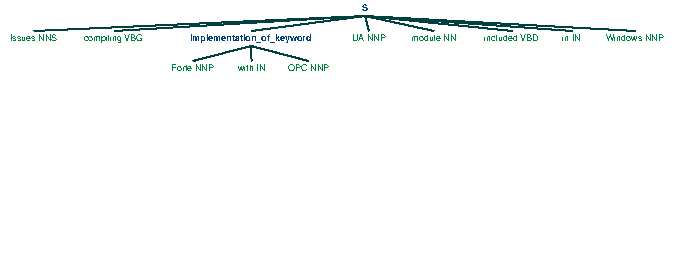 S
Issues NNS compiling VBG Implementation_of_keyword UA NNP module NN included VBD in IN Windows NNP
Forte NNP with IN OPC NNP